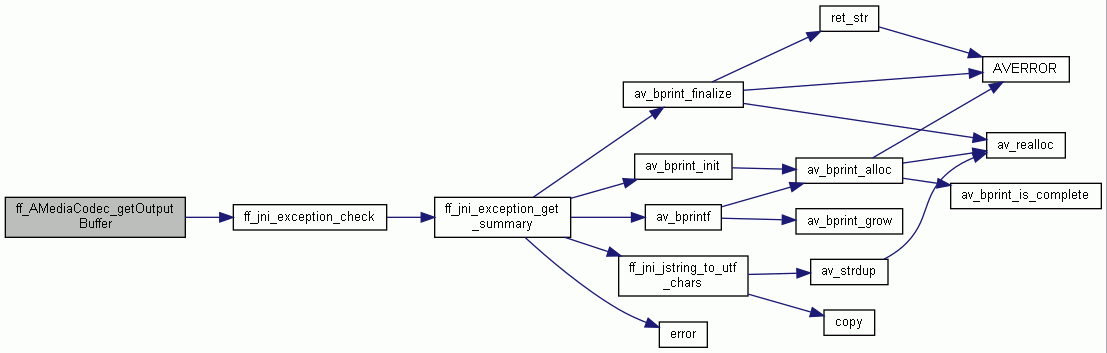 ff_AMediaCodec_getOutput
Buffer
ff_jni_exception_check
ff_jni_exception_get
_summary
av_bprint_finalize
ret_str
AVERROR
av_realloc
av_bprint_init
av_bprint_alloc
av_bprint_is_complete
av_bprintf
av_bprint_grow
ff_jni_jstring_to_utf
_chars
av_strdup
copy
error